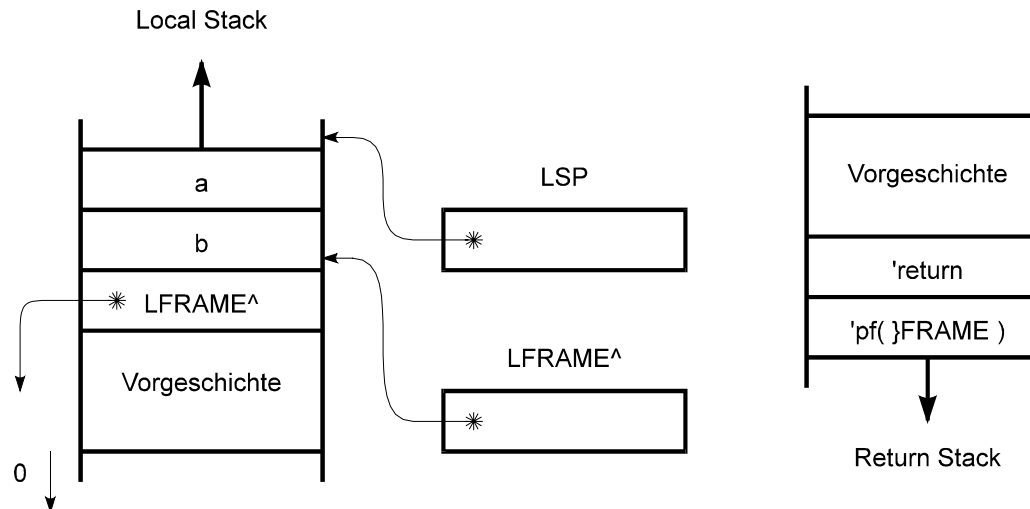 Local Stack
a
b
LFRAME^
Vorgeschichte
0
LSP
LFRAME^
Vorgeschichte
'return
'pf( }FRAME )
Return Stack